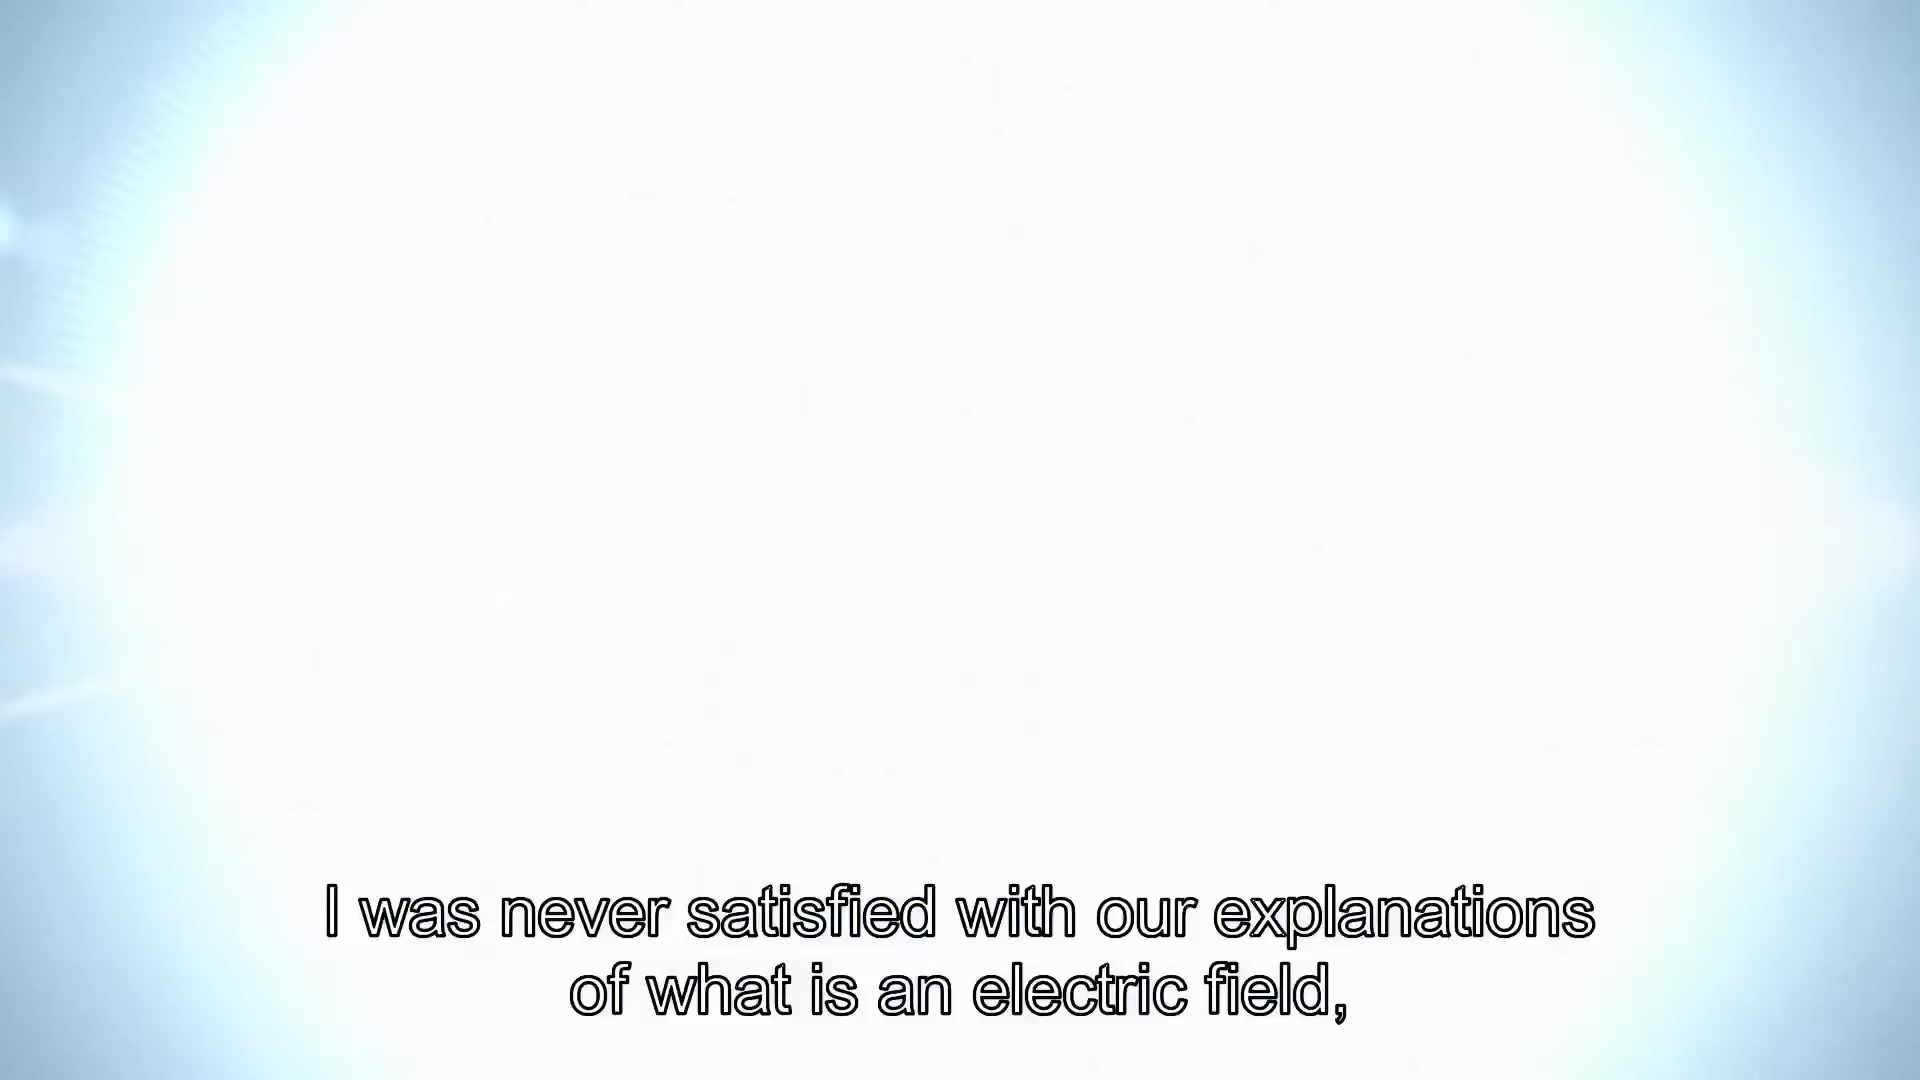 I was never satisfied with our explanations
of what is an electric field,